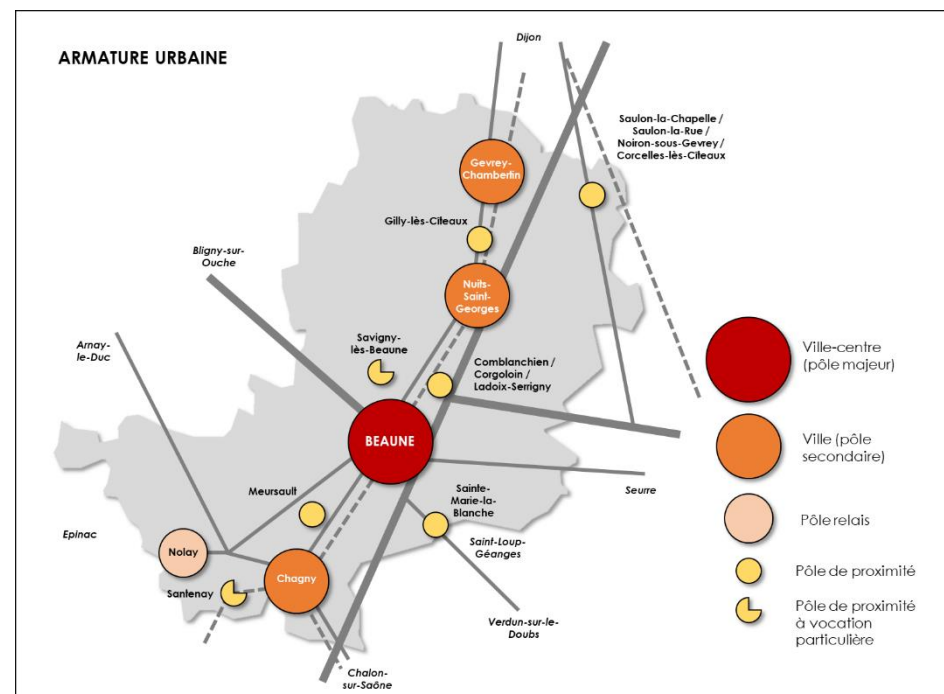 ARMATURE URBAINE
Dijon
Saulon-la-Chapelle /
Saulon-la-Rue /
Noiron-sous-Gevrey /
Corcelles-lès-Cîteaux
Gevrey-
Chambertin
Gilly-lès-Cîteaux
Bligny-sur-
Ouche
Nuits-
Saint-
Georges
Arnay-
le-Duc
Savigny-
lès-Beaune
Comblanchien /
Corgoloin /
Ladoix-Serrigny
Ville-centre
(pôle majeur)
BEAUNE
Ville (pôle
secondaire)
Meursault
Sainte-
Marie-la-
Blanche
Seurre
Epinac
Saint-Loup-
Géanges
Pôle relais
Nolay
Chagny
Santenay
Pôle de proximité
Verdun-sur-le-
Doubs
Pôle de proximité
à vocation
particulière
Chalon-
sur-Saône